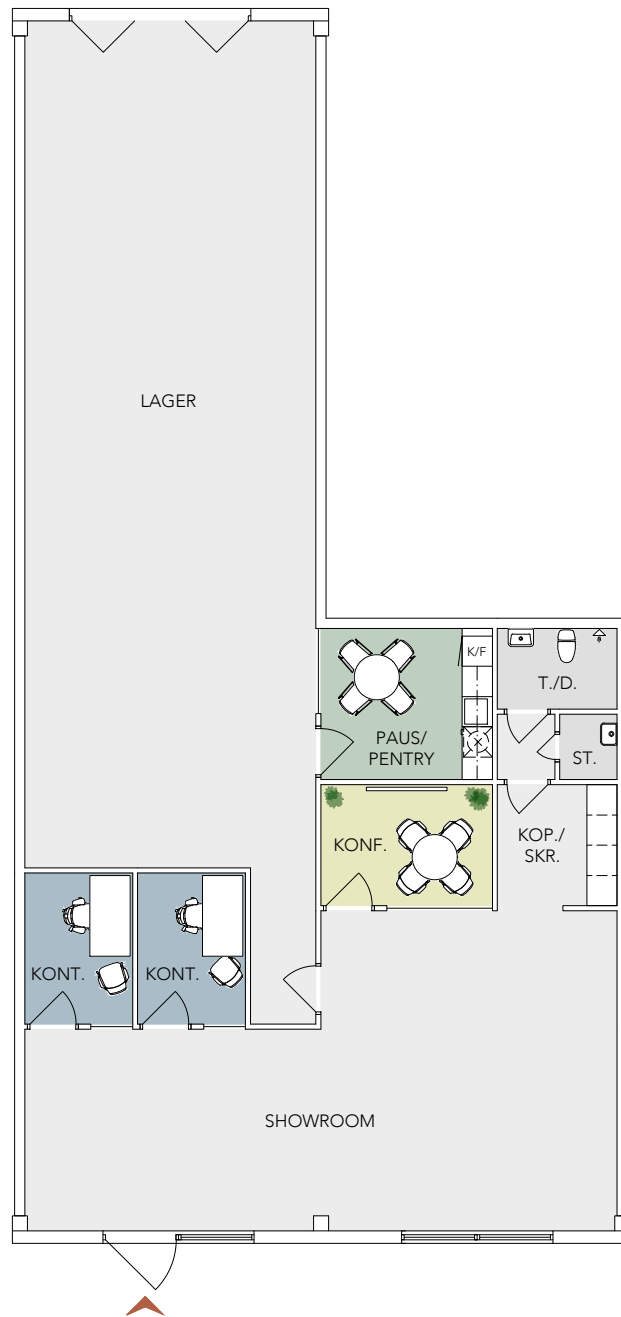 LAGER
K/F
T./D.
PAUS/
PENTRY
ST.
KONF.
KOP./
SKR.
KONT.
KONT.
SHOWROOM